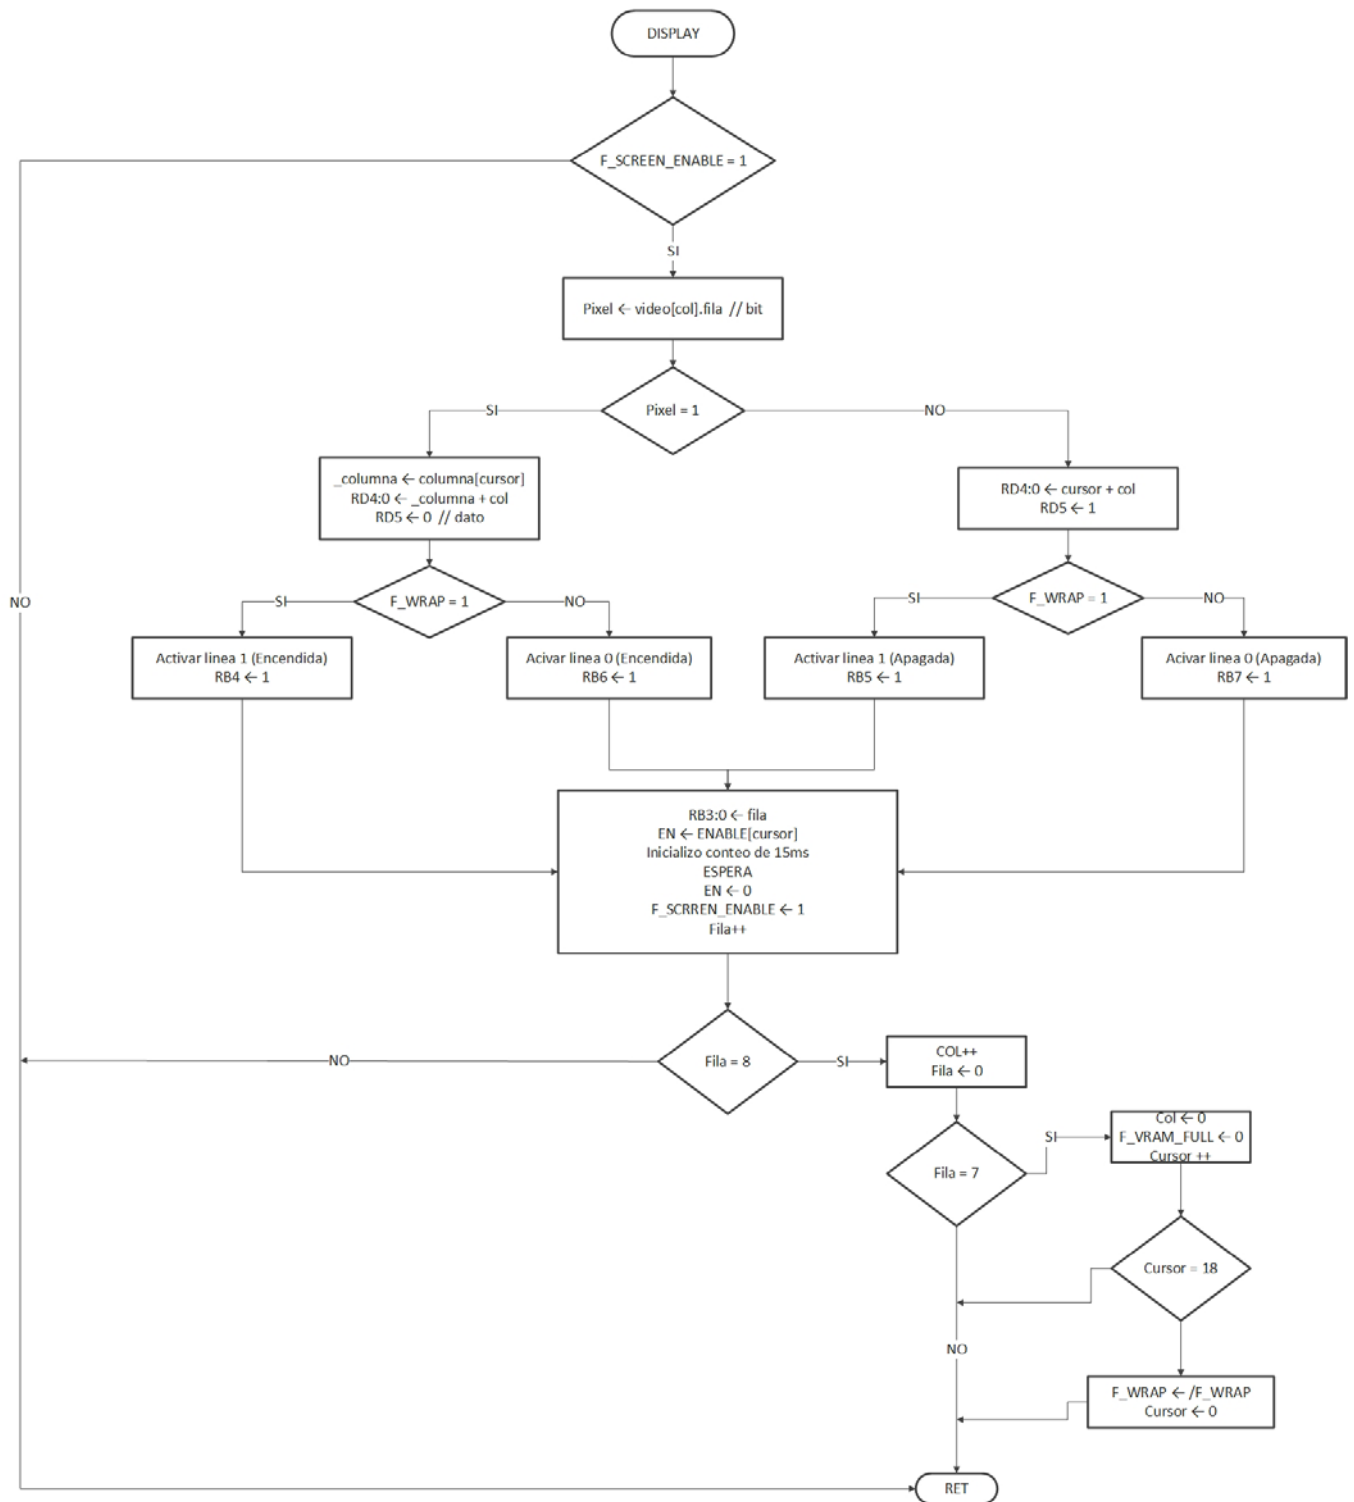 DISPLAY
F_SCREEN_ENABLE = 1
SI
Pixel ← video[col].fila // bit
Pixel = 1
SI
NO
_columna ← columna[cursor]
RD4:0 ← _columna + col
RD5 ← 0 // dato
RD4:0 ← cursor + col
RD5 ← 1
NO
F_WRAP = 1
SI
NO
F_WRAP = 1
SI
NO
Activar linea 1 (Encendida)
RB4 ← 1
Acivar linea 0 (Encendida)
RB6 ← 1
Activar linea 1 (Apagada)
RB5 ← 1
Acivar linea 0 (Apagada)
RB7 ← 1
RB3:0 ← fila
EN ← ENABLE[cursor]
Inicializo conteo de 15ms
ESPERA
EN ← 0
F_SCRREN_ENABLE ← 1
Fila++
Fila = 8
NO
SI
COL++
Fila ← 0
Fila = 7
SI
Col ← 0
F_VRAM_FULL ← 0
Cursor ++
Cursor = 18
NO
F_WRAP ← /F_WRAP
Cursor ← 0
RET